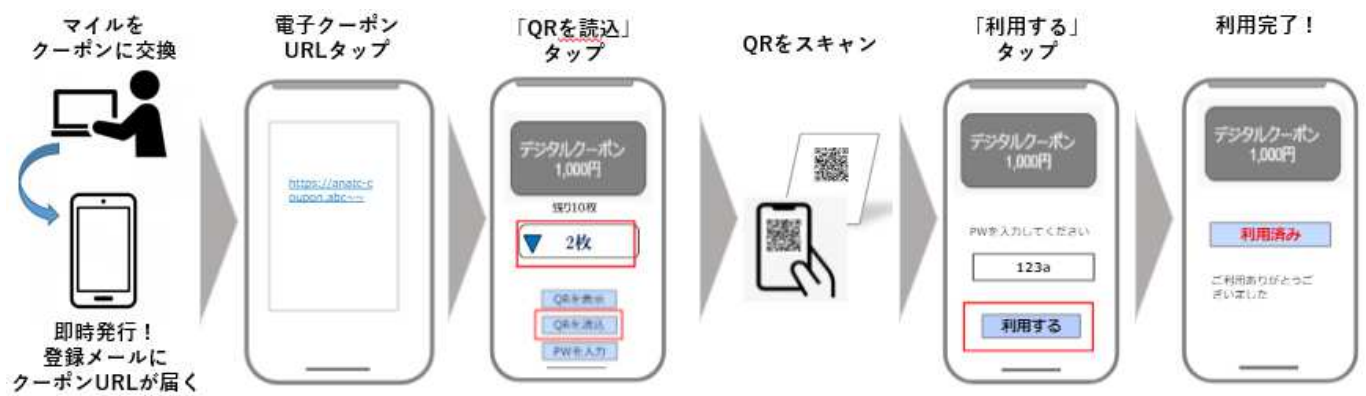 マイルを
クーポンに交換
即時発行！
登録メールに
クーポンURLが届く
電子クーポン
URLタップ
https://anatc-c
oupon.abc~~
「QRを読込」
タップ
デジタルクーポン
1,000円
残り10枚
2枚
QRを表示
QRを読込
PWを入力
QRをスキャン
「利用する」
タップ
デジタルクーポン
1,000円
PWを入力してください
123a
利用する
利用完了！
デジタルクーポン
1,000円
利用済み
ご利用ありがとうご
ざいました